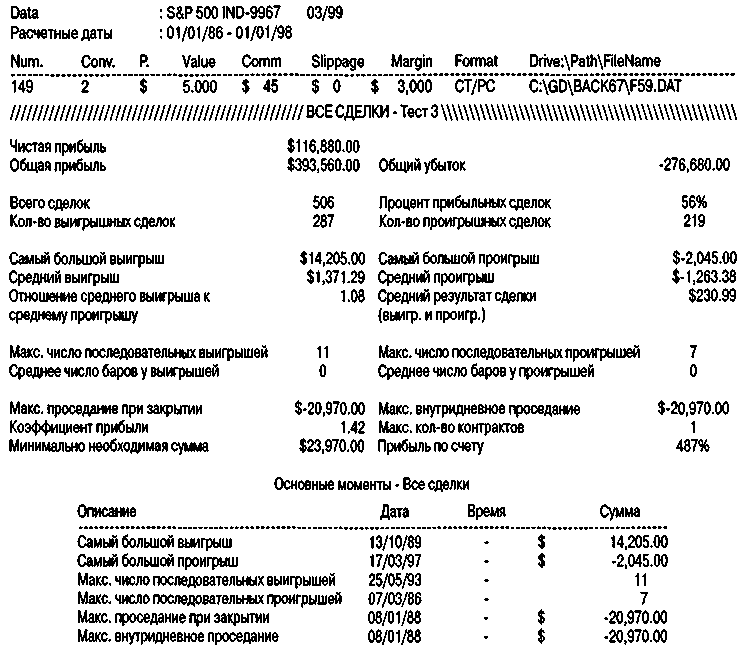 Data : S&P 500 IND-9967 03/99
Расчетные даты : 01/01/86 - 01/01/98
Num. Conv. P. Value Comm Slippage Margin Format Drive:\Path\FileName
149 2 $ 5.000 $ 45 $ 0 $ 3,000 CT/PC C:\GD\BACK67\F59.DAT
////////////////////////////////////////////// ВСЕ СДЕЛКИ - Тест 3 \\\\\\\\\\\\\\\\\\\\\\\\\\\\\\\\\\\\\\\\\\\\\\
Чистая прибыль $116,880.00
Общая прибыль $393,560.00 Общий убыток -276,680.00
Всего сделок 506 Процент прибыльных сделок 56%
Кол-во выигрышных сделок 287 Кол-во проигрышных сделок 219
Самый большой выигрыш $14,205.00 Самый большой проигрыш $-2,045.00
Средний выигрыш $1,371.29 Средний проигрыш $-1,263.38
Отношение среднего выигрыша к 1.08 Средний результат сделки $230.99
среднему проигрышу (выигр. и проигр.)
Макс. число последовательных выигрышей 11 Макс. число последовательных проигрышей 7
Среднее число баров у выигрышей 0 Среднее число баров у проигрышей 0
Макс. проседание при закрытии $-20,970.00 Макс. внутридневное проседание $-20,970.00
Коэффициент прибыли 1.42 Макс. кол-во контрактов 1
Минимально необходимая сумма $23,970.00 Прибыль по счету 487%
Основные моменты - Все сделки
Описание Дата Время Сумма
Самый большой выигрыш 13/10/89 - $ 14,205.00
Самый большой проигрыш 17/03/97 - $ -2,045.00
Макс. число последовательных выигрышей 25/05/93 - 11
Макс. число последовательных проигрышей 07/03/86 - 7
Макс. проседание при закрытии 08/01/88 - $ -20,970.00
Макс. внутридневное проседание 08/01/88 - $ -20,970.00